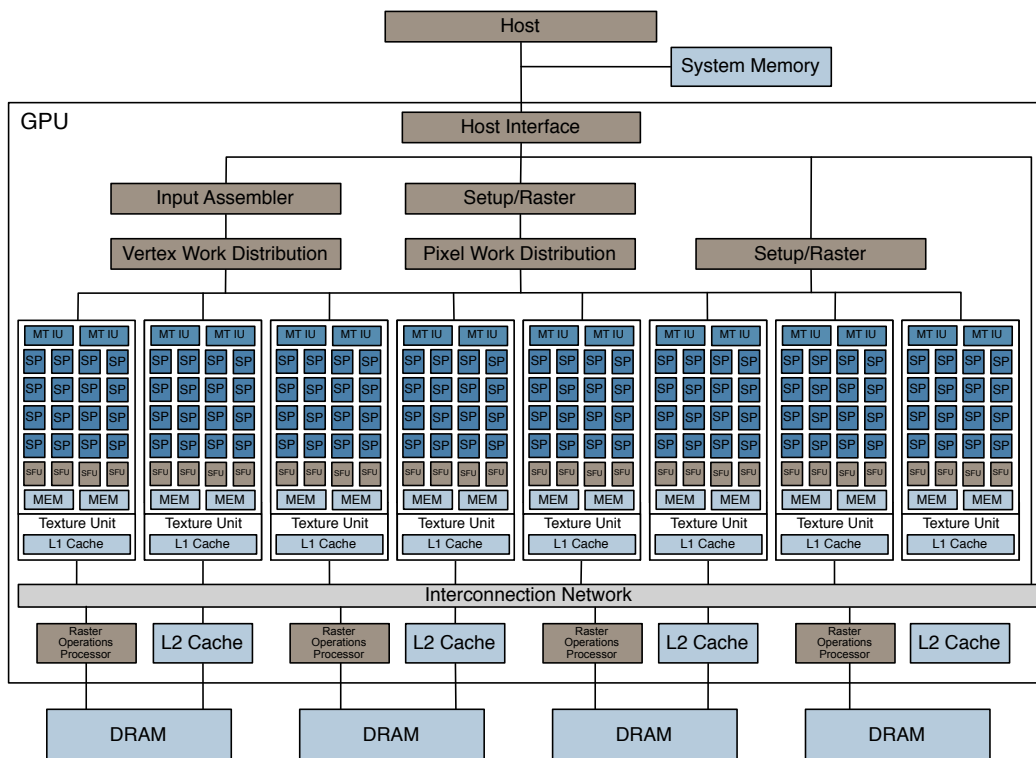 Host
System Memory
GPU
Host Interface
Input Assembler Setup/Raster
Vertex Work Distribution Pixel Work Distribution Setup/Raster
MT IU MT IU MT IU MT IU MT IU MT IU MT IU MT IU MT IU MT IU MT IU MT IU MT IU MT IU MT IU MT IU
SP SP SP SP SP SP SP SP SP SP SP SP SP SP SP SP SP SP SP SP SP SP SP SP SP SP SP SP SP SP SP SP
SP SP SP SP SP SP SP SP SP SP SP SP SP SP SP SP SP SP SP SP SP SP SP SP SP SP SP SP SP SP SP SP
SP SP SP SP SP SP SP SP SP SP SP SP SP SP SP SP SP SP SP SP SP SP SP SP SP SP SP SP SP SP SP SP
SP SP SP SP SP SP SP SP SP SP SP SP SP SP SP SP SP SP SP SP SP SP SP SP SP SP SP SP SP SP SP SP
SFU SFU SFU SFU SFU SFU SFU SFU SFU SFU SFU SFU SFU SFU SFU SFU SFU SFU SFU SFU SFU SFU SFU SFU SFU SFU SFU SFU SFU SFU SFU SFU
MEM MEM MEM MEM MEM MEM MEM MEM MEM MEM MEM MEM MEM MEM MEM MEM
Texture Unit Texture Unit Texture Unit Texture Unit Texture Unit Texture Unit Texture Unit Texture Unit
L1 Cache L1 Cache L1 Cache L1 Cache L1 Cache L1 Cache L1 Cache L1 Cache
Interconnection Network
Raster
Operations
Processor
L2 Cache
Raster
Operations
Processor
L2 Cache
Raster
Operations
Processor
L2 Cache
Raster
Operations
Processor
L2 Cache
DRAM DRAM DRAM DRAM